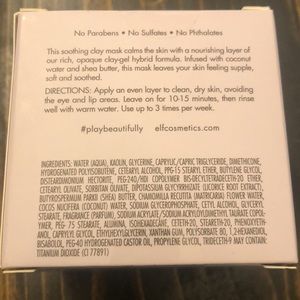 No Parabens • No Sulfates • No Phthalates
This soothing clay mask calms the skin with a nourishing layer of
our rich, opaque clay-gel hybrid formula. Infused with coconut
water and shea butter, this mask leaves your skin feeling supple,
soft and soothed.
DIRECTIONS: Apply an even layer to clean, dry skin, avoiding
the eye and lip areas. Leave on for 10-15 minutes, then rinse
well with warm water. Use up to 3 times per week.
#playbeautifully elfcosmetics.com
INGREDIENTS: WATER (AQUA), KAOLIN, GLYCERINE, CAPRYLIC/
CAPRIC TRIGLYCERIDE, DIMETHICONE,
HYDROGENATED POLYISOBUTENE, CETEARYL ALCOHOL, PEG-15 STEARYL ETHER, BUTYLENE GLYCOL,
DISTEARDIMONIUM HECTORITE, PEG-240/HDI COPOLYMER BIS-DECYLTETRADECETH-20 ETHER,
CETEARYL OLIVATE, SORBITAN OLIVATE, DIPOTASSIUM GLYCYRRHIZATE (LICORICE ROOT EXTRACT),
BUTYROSPERMUM PARKII (SHEA) BUTTER, CHAMOMILLA RECUTITA (MATRICARIA) FLOWER WATER,
COCOS NUCIFERA (COCONUT) WATER, SODIUM GLYCEROPHOSPHATE, CETYL ALCOHOL, GLYCERYL
STEARATE, FRAGRANCE (PARFUM), SODIUM ACRYLATE/SODIUM ACRYLOYLDIMETHYL TAURATE COPOLY-
MER, PEG 75 STEARATE, ALUMINA, ISOHEXADECANE, CETETH-20, STEARETH-20, PHENOXYETH-
ANOL, CAPRYLYL GLYCOL, ETHYLHEXYLGLYCERIN, XANTHAN GUM, POLYSORBATE 80, 1,2-HEXANEDIOL,
BISABOLOL, PEG-40 HYDROGENATED CASTOR OIL, PROPYLENE GLYCOL, TRIDECETH-9 MAY CONTAIN:
TITANIUM DIOXIDE (CI 77891)